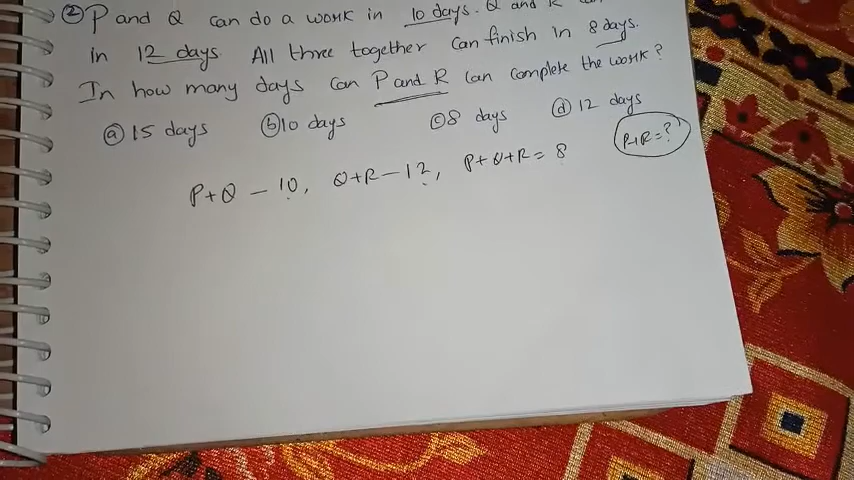 ② P and Q can do a work in 10 days. Q and R can
in 12 days. All three together can finish in 8 days.
In how many days can P and R can complete the work?
ⓐ 15 days ⓑ 10 days ⓒ 8 days ⓓ 12 days
P+R=?
P+Q - 10, Q+R - 12, P+Q+R = 8